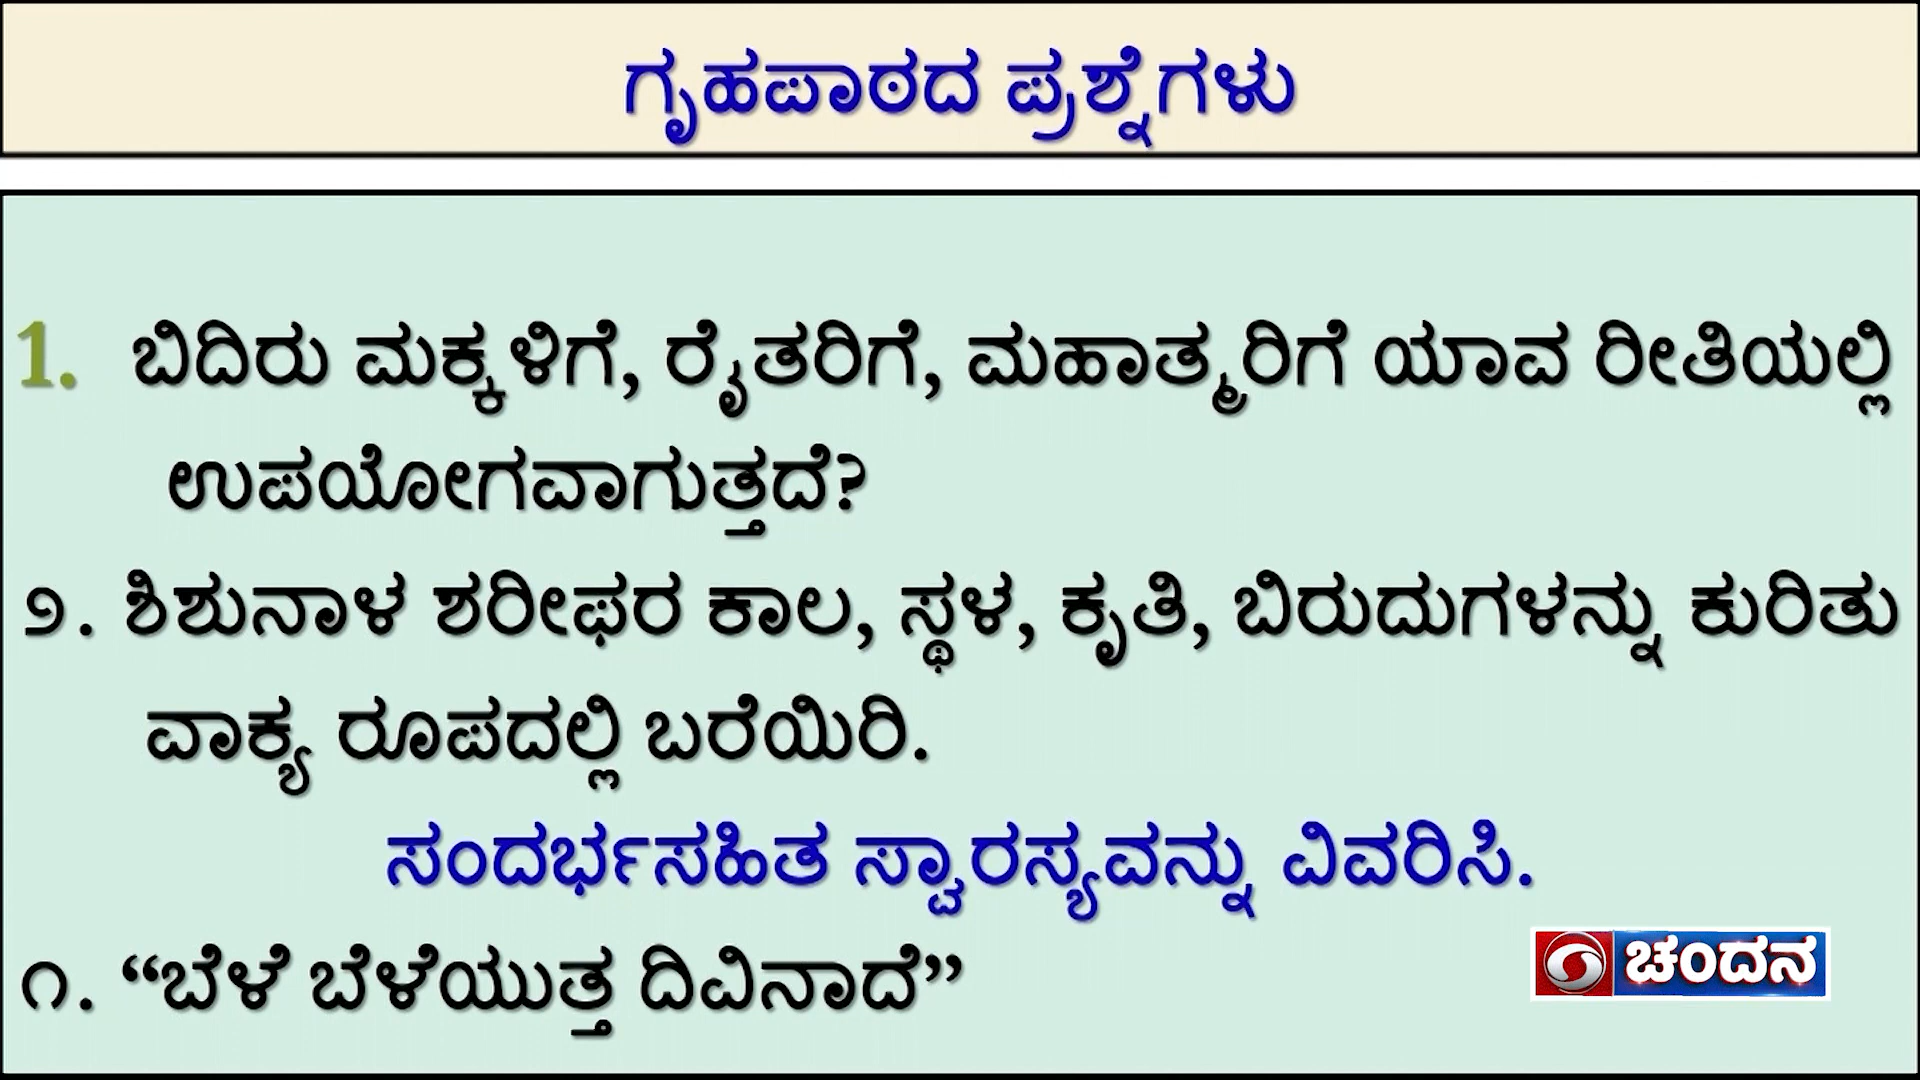 ಗೃಹಪಾಠದ ಪ್ರಶ್ನೆಗಳು
1. ಬಿದಿರು ಮಕ್ಕಳಿಗೆ, ರೈತರಿಗೆ, ಮಹಾತ್ಮರಿಗೆ ಯಾವ ರೀತಿಯಲ್ಲಿ
ಉಪಯೋಗವಾಗುತ್ತದೆ?
೨. ಶಿಶುನಾಳ ಶರೀಫರ ಕಾಲ, ಸ್ಥಳ, ಕೃತಿ, ಬಿರುದುಗಳನ್ನು ಕುರಿತು
ವಾಕ್ಯ ರೂಪದಲ್ಲಿ ಬರೆಯಿರಿ.
ಸಂದರ್ಭಸಹಿತ ಸ್ವಾರಸ್ಯವನ್ನು ವಿವರಿಸಿ.
೧. “ಬೆಳೆ ಬೆಳೆಯುತ್ತ ದಿವಿನಾದೆ”
ಚಂದನ